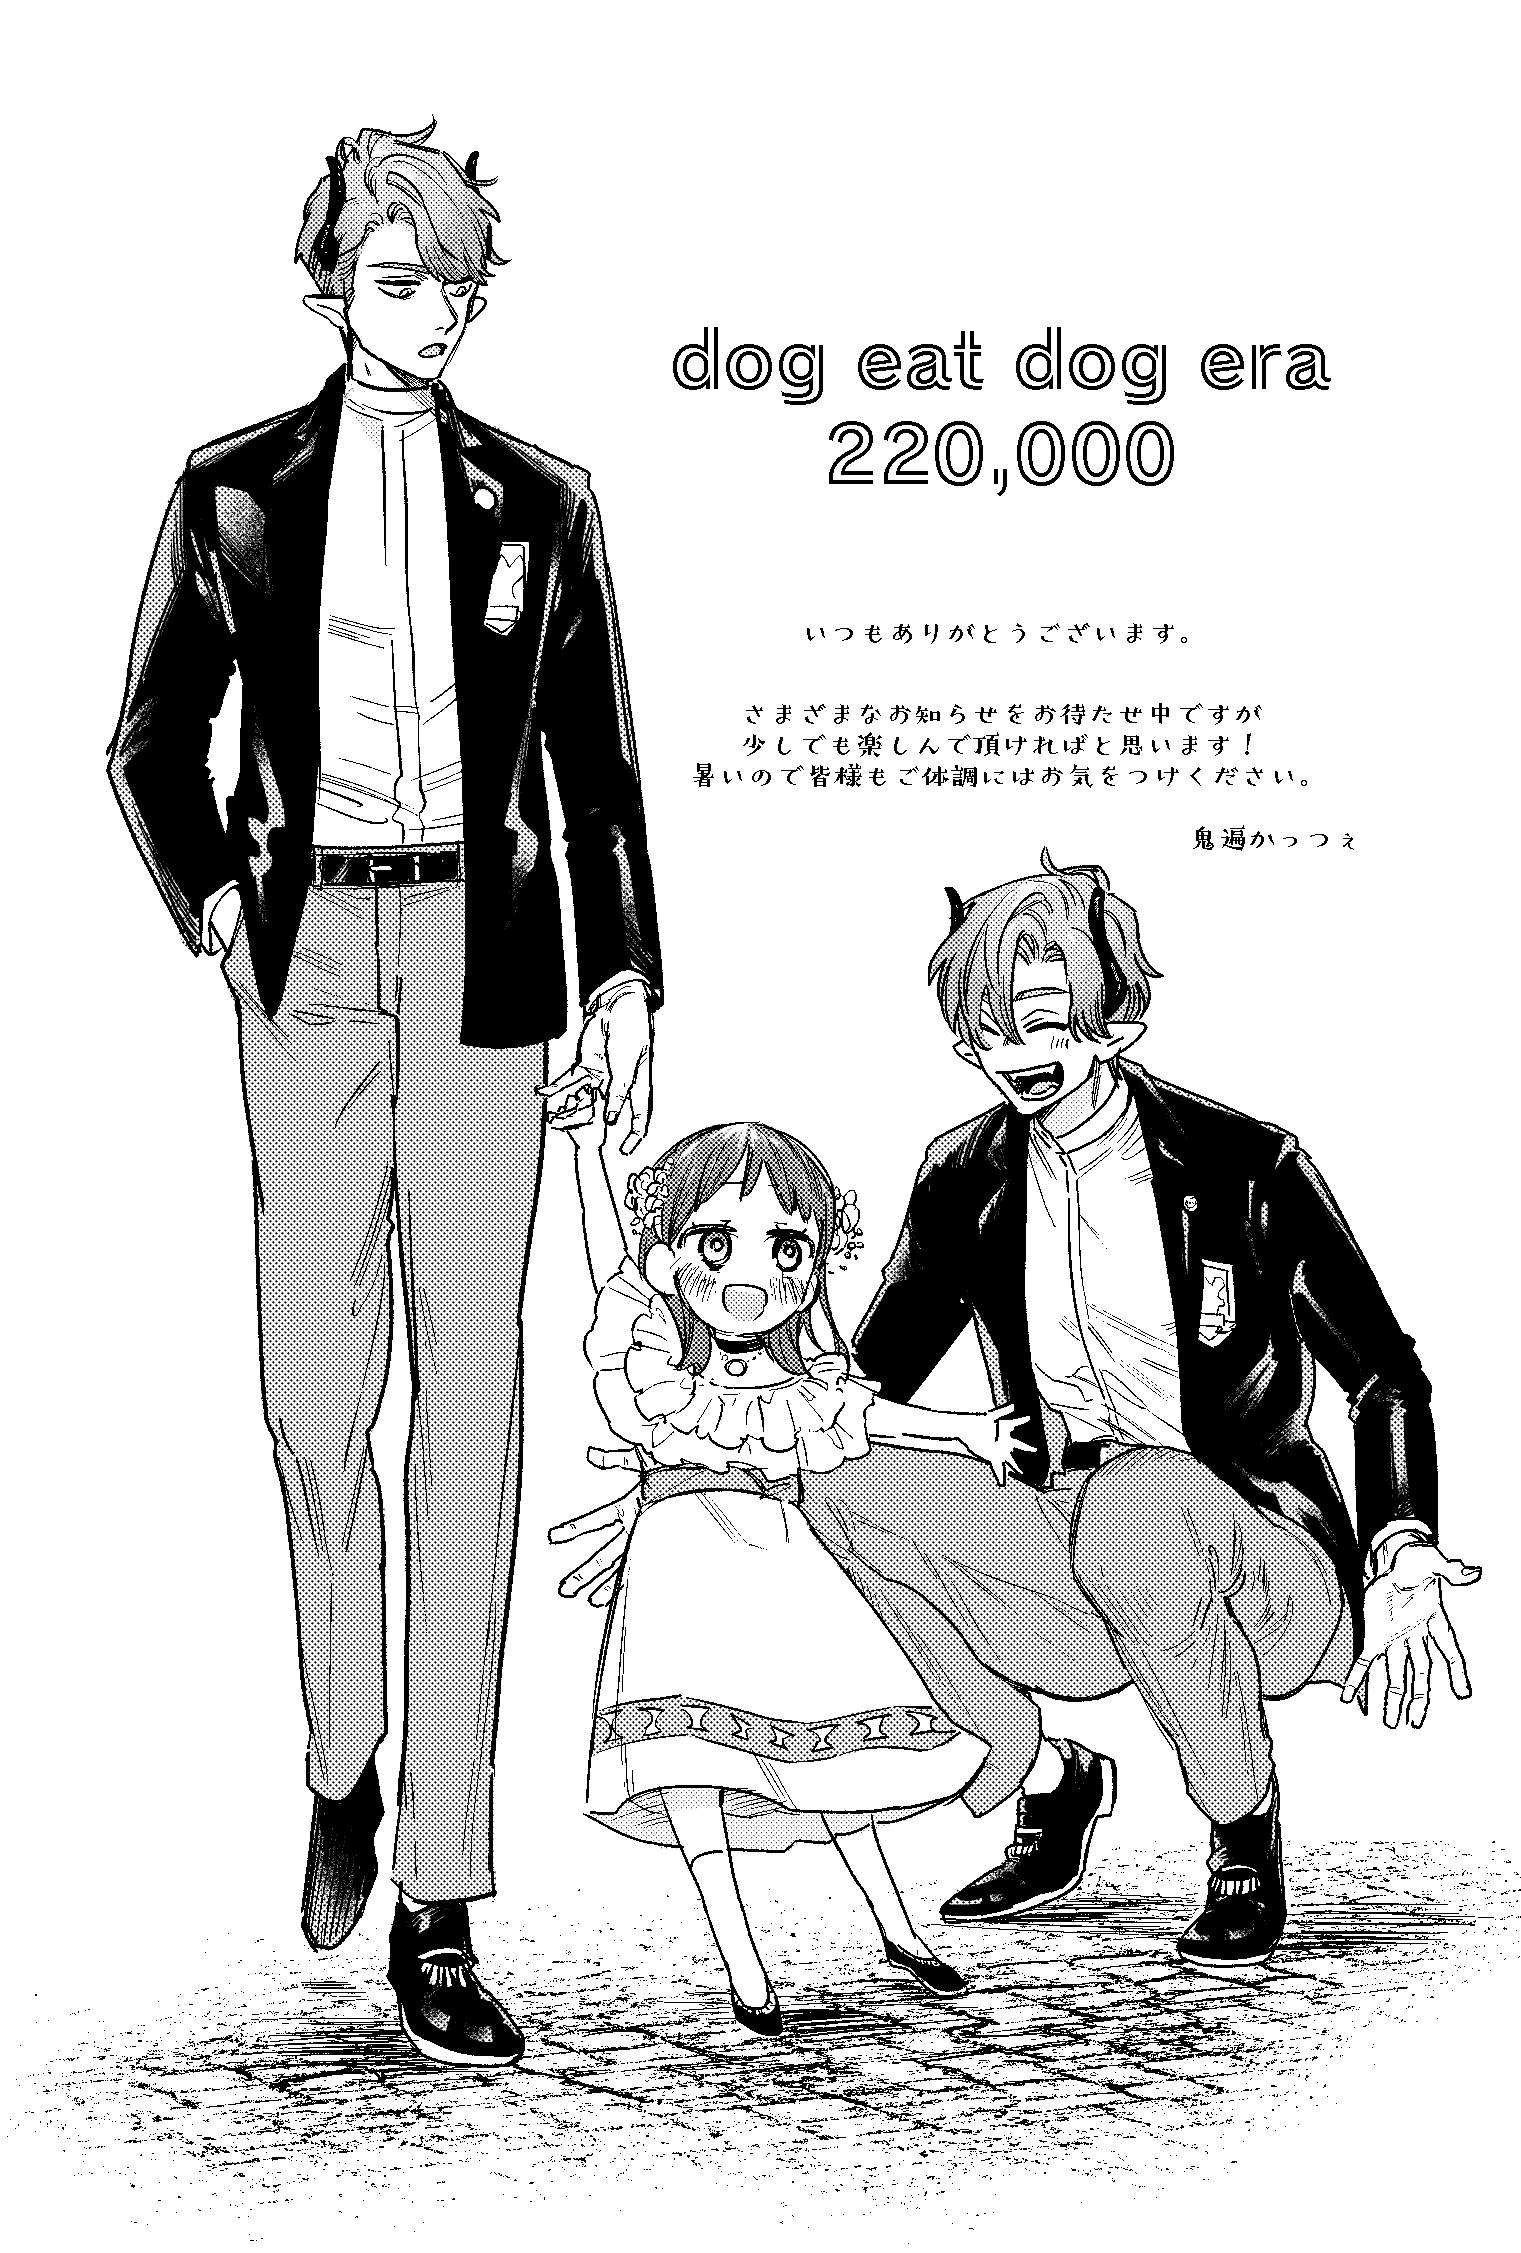 dog eat dog era
220,000
いつもありがとうございます。
さまざまなお知らせをお待たせ中ですが
少しでも楽しんで頂ければと思います！
暑いので皆様もご体調にはお気をつけください。
鬼遍かっつぇ